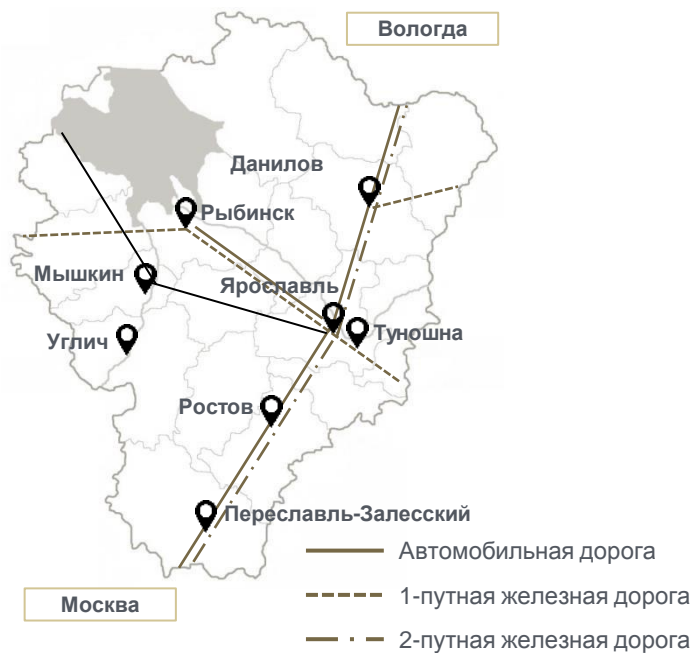 Вологда
Данилов
Рыбинск
Мышкин
Ярославль
Туношна
Углич
Ростов
Переславль-Залесский
Автомобильная дорога
Москва
1-путная железная дорога
2-путная железная дорога